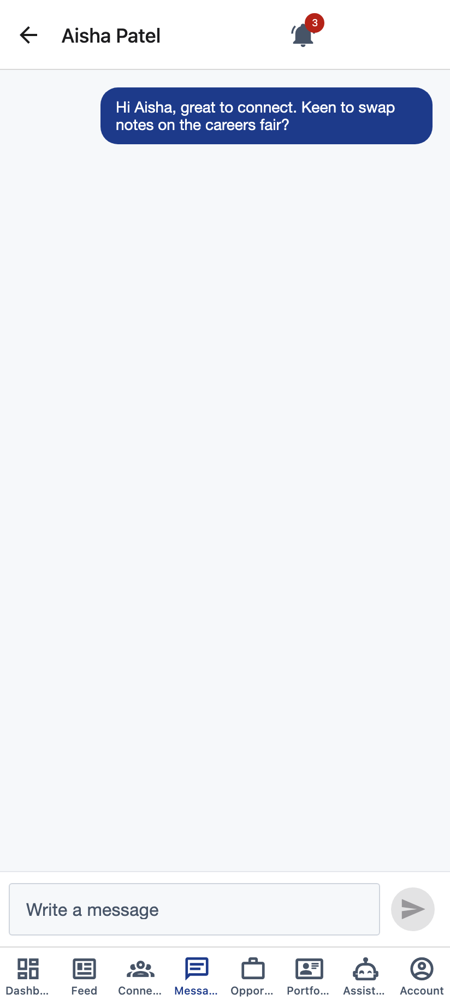 Aisha Patel
3
Hi Aisha, great to connect. Keen to swap
notes on the careers fair?
Write a message
Dashb...
Feed
Conne...
Messa...
Oppor...
Portfo...
Assist...
Account